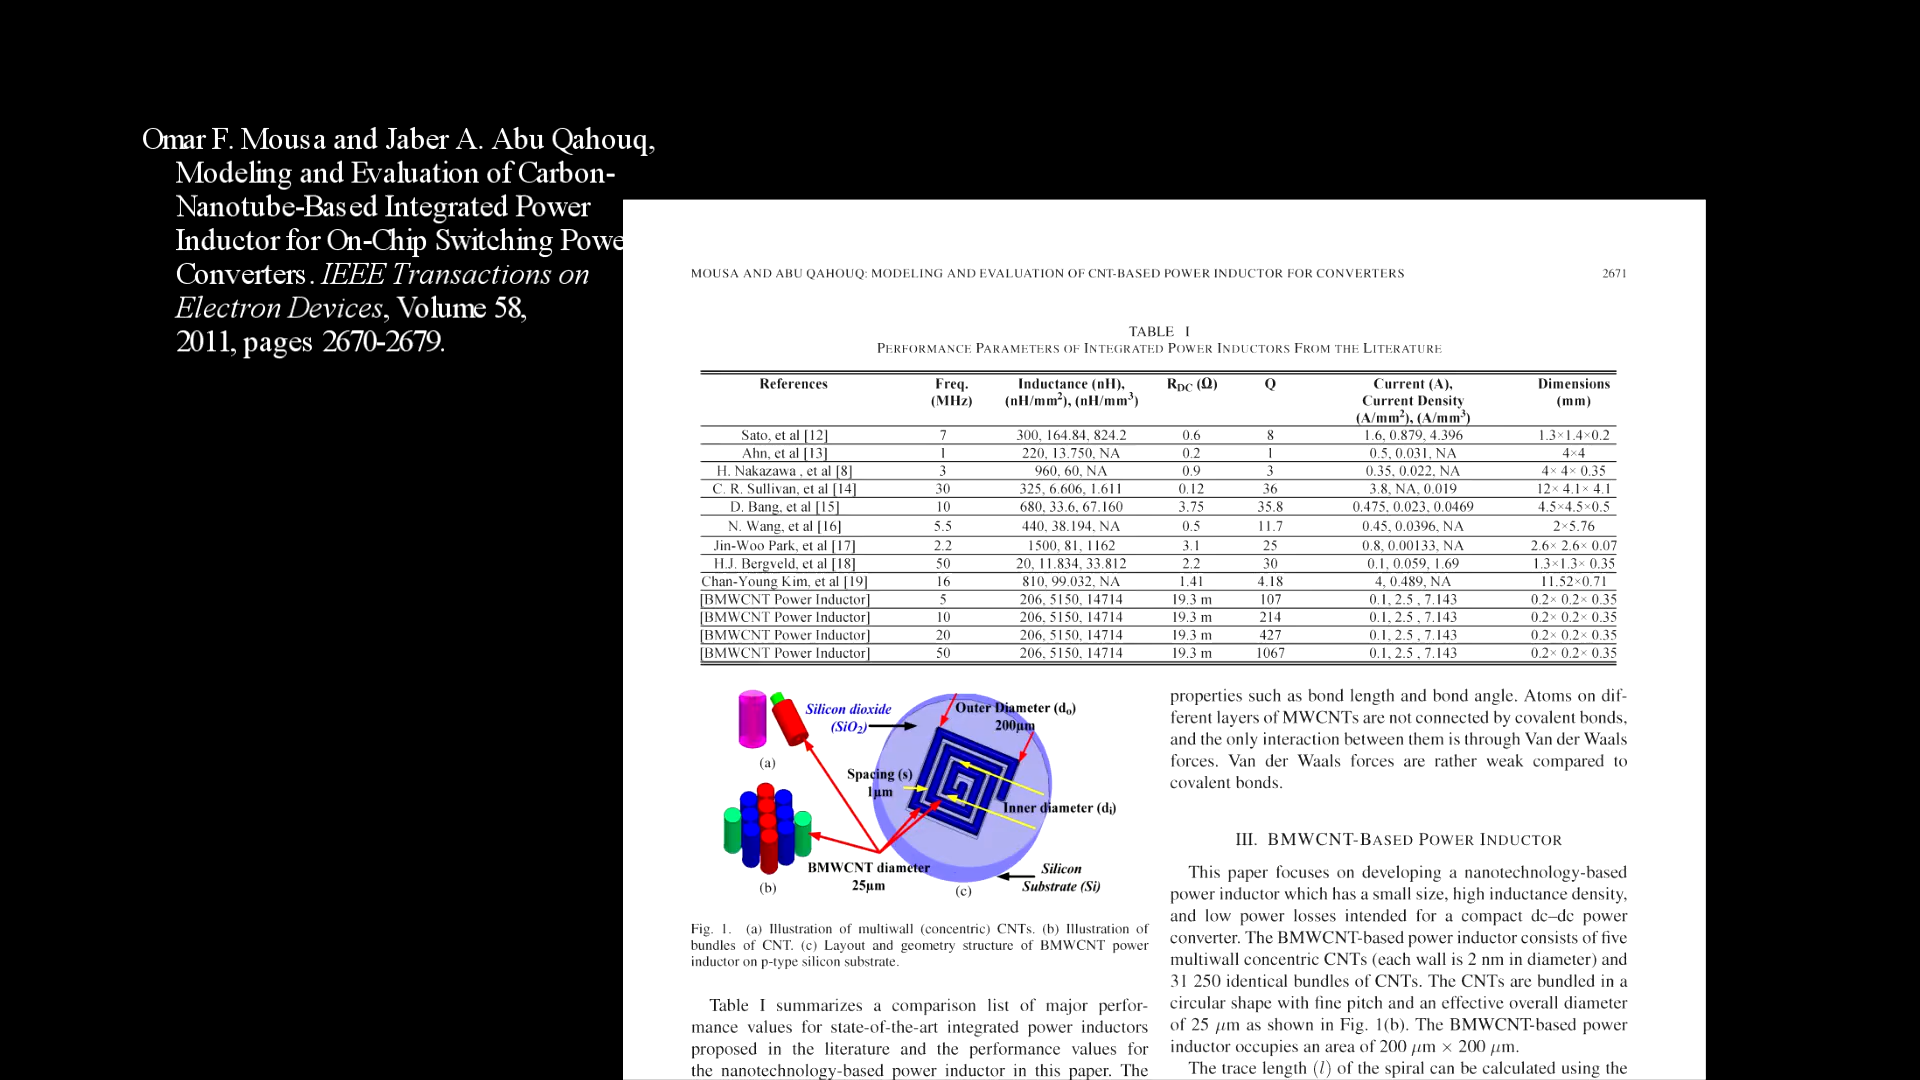 Omar F. Mousa and Jaber A. Abu Qahouq,
Modeling and Evaluation of Carbon-
Nanotube-Based Integrated Power
Inductor for On-Chip Switching Powe
Converters. IEEE Transactions on
Electron Devices, Volume 58,
2011, pages 2670-2679.
MOUSA AND ABU QAHOUQ: MODELING AND EVALUATION OF CNT-BASED POWER INDUCTOR FOR CONVERTERS 2671
TABLE I
PERFORMANCE PARAMETERS OF INTEGRATED POWER INDUCTORS FROM THE LITERATURE
References Freq. (MHz) Inductance (nH), (nH/mm²), (nH/mm³) R_DC (Ω) Q Current (A), Current Density (A/mm²), (A/mm³) Dimensions (mm)
Sato, et al [12] 7 300, 164.84, 824.2 0.6 8 1.6, 0.879, 4.396 1.3×1.4×0.2
Ahn, et al [13] 1 220, 13.750, NA 0.2 1 0.5, 0.031, NA 4×4
H. Nakazawa , et al [8] 3 960, 60, NA 0.9 3 0.35, 0.022, NA 4× 4× 0.35
C. R. Sullivan, et al [14] 30 325, 6.606, 1.611 0.12 36 3.8, NA, 0.019 12× 4.1× 4.1
D. Bang, et al [15] 10 680, 33.6, 67.160 3.75 35.8 0.475, 0.023, 0.0469 4.5×4.5×0.5
N. Wang, et al [16] 5.5 440, 38.194, NA 0.5 11.7 0.45, 0.0396, NA 2×5.76
Jin-Woo Park, et al [17] 2.2 1500, 81, 1162 3.1 25 0.8, 0.00133, NA 2.6× 2.6× 0.07
H.J. Bergveld, et al [18] 50 20, 11.834, 33.812 2.2 30 0.1, 0.059, 1.69 1.3×1.3× 0.35
Chan-Young Kim, et al [19] 16 810, 99.032, NA 1.41 4.18 4, 0.489, NA 11.52×0.71
[BMWCNT Power Inductor] 5 206, 5150, 14714 19.3 m 107 0.1, 2.5 , 7.143 0.2× 0.2× 0.35
[BMWCNT Power Inductor] 10 206, 5150, 14714 19.3 m 214 0.1, 2.5 , 7.143 0.2× 0.2× 0.35
[BMWCNT Power Inductor] 20 206, 5150, 14714 19.3 m 427 0.1, 2.5 , 7.143 0.2× 0.2× 0.35
[BMWCNT Power Inductor] 50 206, 5150, 14714 19.3 m 1067 0.1, 2.5 , 7.143 0.2× 0.2× 0.35
Silicon dioxide
(SiO₂)
Outer Diameter (dₒ)
200µm
(a)
Spacing (s)
1µm
Inner diameter (dᵢ)
BMWCNT diameter
25µm
Silicon
Substrate (Si)
(b)
(c)
Fig. 1. (a) Illustration of multiwall (concentric) CNTs. (b) Illustration of
bundles of CNT. (c) Layout and geometry structure of BMWCNT power
inductor on p-type silicon substrate.
Table I summarizes a comparison list of major perfor-
mance values for state-of-the-art integrated power inductors
proposed in the literature and the performance values for
the nanotechnology-based power inductor in this paper. The
properties such as bond length and bond angle. Atoms on dif-
ferent layers of MWCNTs are not connected by covalent bonds,
and the only interaction between them is through Van der Waals
forces. Van der Waals forces are rather weak compared to
covalent bonds.
III. BMWCNT-BASED POWER INDUCTOR
This paper focuses on developing a nanotechnology-based
power inductor which has a small size, high inductance density,
and low power losses intended for a compact dc–dc power
converter. The BMWCNT-based power inductor consists of five
multiwall concentric CNTs (each wall is 2 nm in diameter) and
31 250 identical bundles of CNTs. The CNTs are bundled in a
circular shape with fine pitch and an effective overall diameter
of 25 µm as shown in Fig. 1(b). The BMWCNT-based power
inductor occupies an area of 200 µm × 200 µm.
The trace length (l) of the spiral can be calculated using the